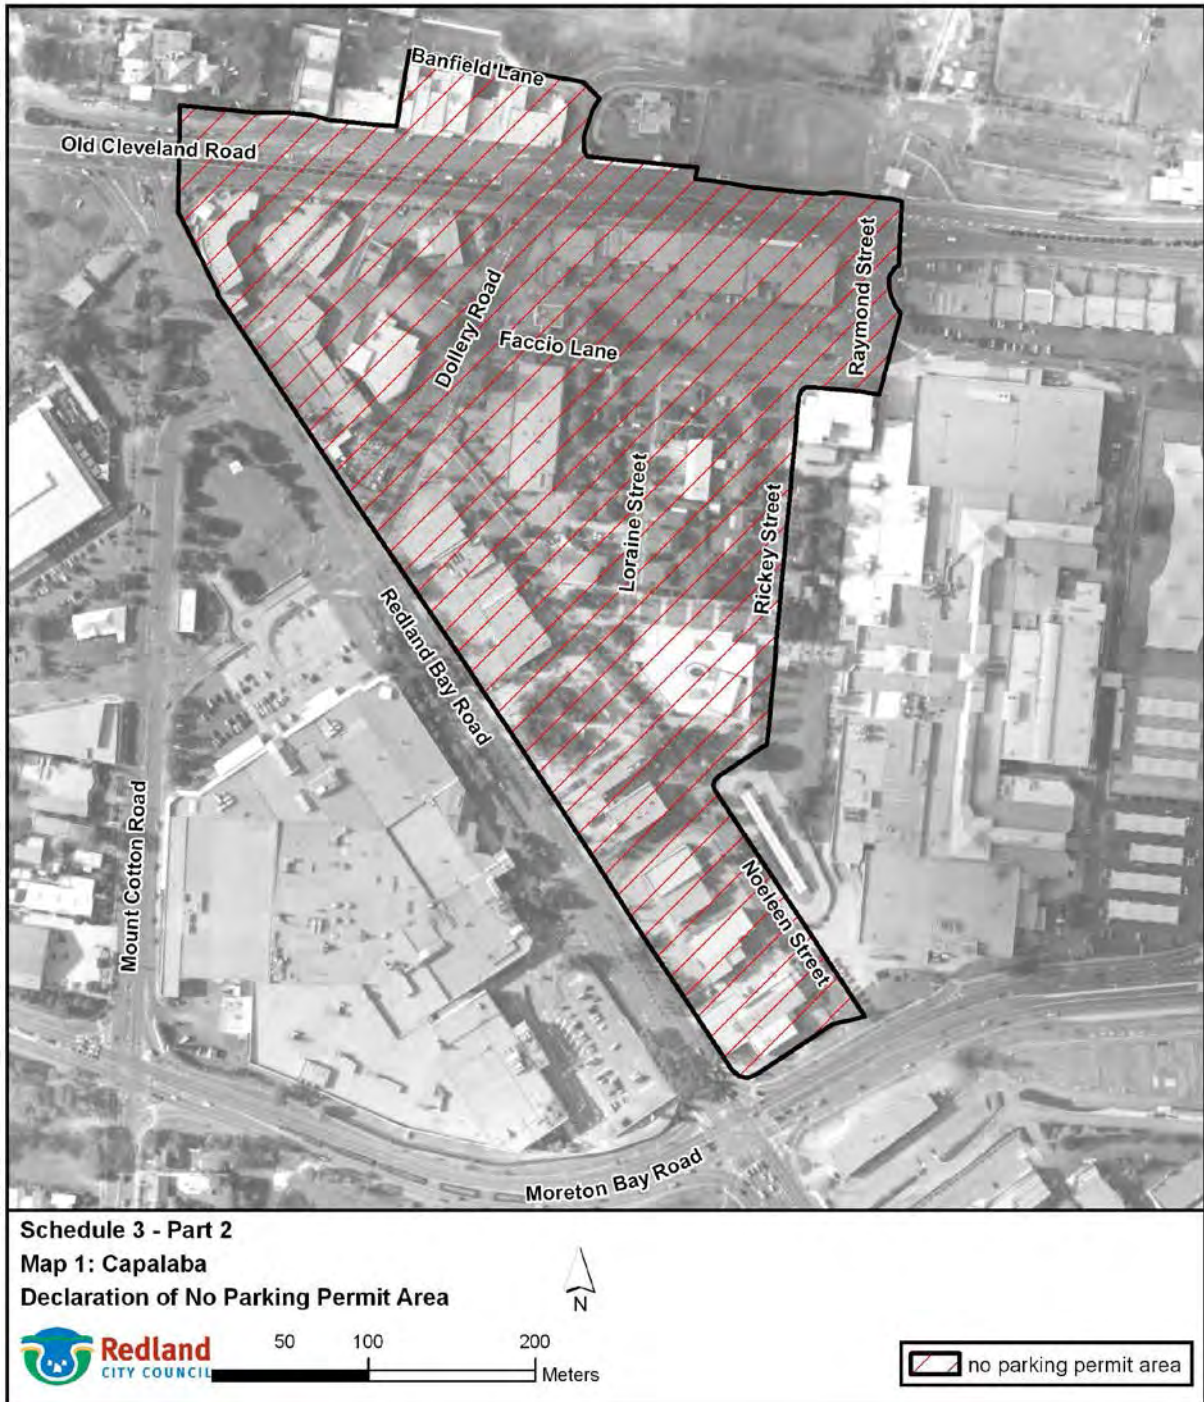 Banfield Lane
Old Cleveland Road
Raymond Street
Dollery Road
Faccio Lane
Loraine Street
Rickey Street
Redland Bay Road
Mount Cotton Road
Noeleen Street
Moreton Bay Road
Schedule 3 - Part 2
Map 1: Capalaba
Declaration of No Parking Permit Area
N
Redland
CITY COUNCIL
50 100 200
Meters
no parking permit area